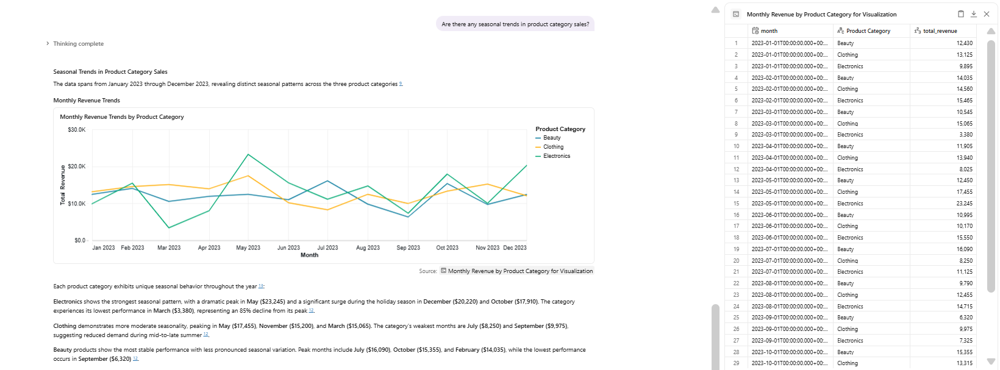 Are there any seasonal trends in product category sales?
Thinking complete
Seasonal Trends in Product Category Sales
The data spans from January 2023 through December 2023, revealing distinct seasonal patterns across the three product categories 9.
Monthly Revenue Trends
Monthly Revenue Trends by Product Category
$30.0K
$20.0K
$10.0K
$0.0
Total Revenue
Jan 2023 Feb 2023 Mar 2023 Apr 2023 May 2023 Jun 2023 Jul 2023 Aug 2023 Sep 2023 Oct 2023 Nov 2023 Dec 2023
Month
Product Category
Beauty
Clothing
Electronics
Source: Monthly Revenue by Product Category for Visualization
Each product category exhibits unique seasonal behavior throughout the year 13:
Electronics shows the strongest seasonal pattern, with a dramatic peak in May ($23,245) and a significant surge during the holiday season in December ($20,220) and October ($17,910). The category
experiences its lowest performance in March ($3,380), representing an 85% decline from its peak 12.
Clothing demonstrates more moderate seasonality, peaking in May ($17,455), November ($15,200), and March ($15,065). The category's weakest months are July ($8,250) and September ($9,975),
suggesting reduced demand during mid-to-late summer 12.
Beauty products show the most stable performance with less pronounced seasonal variation. Peak months include July ($16,090), October ($15,355), and February ($14,035), while the lowest performance
occurs in September ($6,320) 12.
Monthly Revenue by Product Category for Visualization
month Product Category total_revenue
1 2023-01-01T00:00:00.000+00:... Beauty 12,430
2 2023-01-01T00:00:00.000+00:... Clothing 13,125
3 2023-01-01T00:00:00.000+00:... Electronics 9,895
4 2023-02-01T00:00:00.000+00:... Beauty 14,035
5 2023-02-01T00:00:00.000+00:... Clothing 14,560
6 2023-02-01T00:00:00.000+00:... Electronics 15,465
7 2023-03-01T00:00:00.000+00:... Beauty 10,545
8 2023-03-01T00:00:00.000+00:... Clothing 15,065
9 2023-03-01T00:00:00.000+00:... Electronics 3,380
10 2023-04-01T00:00:00.000+00:... Beauty 11,905
11 2023-04-01T00:00:00.000+00:... Clothing 13,940
12 2023-04-01T00:00:00.000+00:... Electronics 8,025
13 2023-05-01T00:00:00.000+00:... Beauty 12,450
14 2023-05-01T00:00:00.000+00:... Clothing 17,455
15 2023-05-01T00:00:00.000+00:... Electronics 23,245
16 2023-06-01T00:00:00.000+00:... Beauty 10,995
17 2023-06-01T00:00:00.000+00:... Clothing 10,170
18 2023-06-01T00:00:00.000+00:... Electronics 15,550
19 2023-07-01T00:00:00.000+00:... Beauty 16,090
20 2023-07-01T00:00:00.000+00:... Clothing 8,250
21 2023-07-01T00:00:00.000+00:... Electronics 11,125
22 2023-08-01T00:00:00.000+00:... Beauty 9,790
23 2023-08-01T00:00:00.000+00:... Clothing 12,455
24 2023-08-01T00:00:00.000+00:... Electronics 14,715
25 2023-09-01T00:00:00.000+00:... Beauty 6,320
26 2023-09-01T00:00:00.000+00:... Clothing 9,975
27 2023-09-01T00:00:00.000+00:... Electronics 7,325
28 2023-10-01T00:00:00.000+00:... Beauty 15,355
29 2023-10-01T00:00:00.000+00:... Clothing 13,315